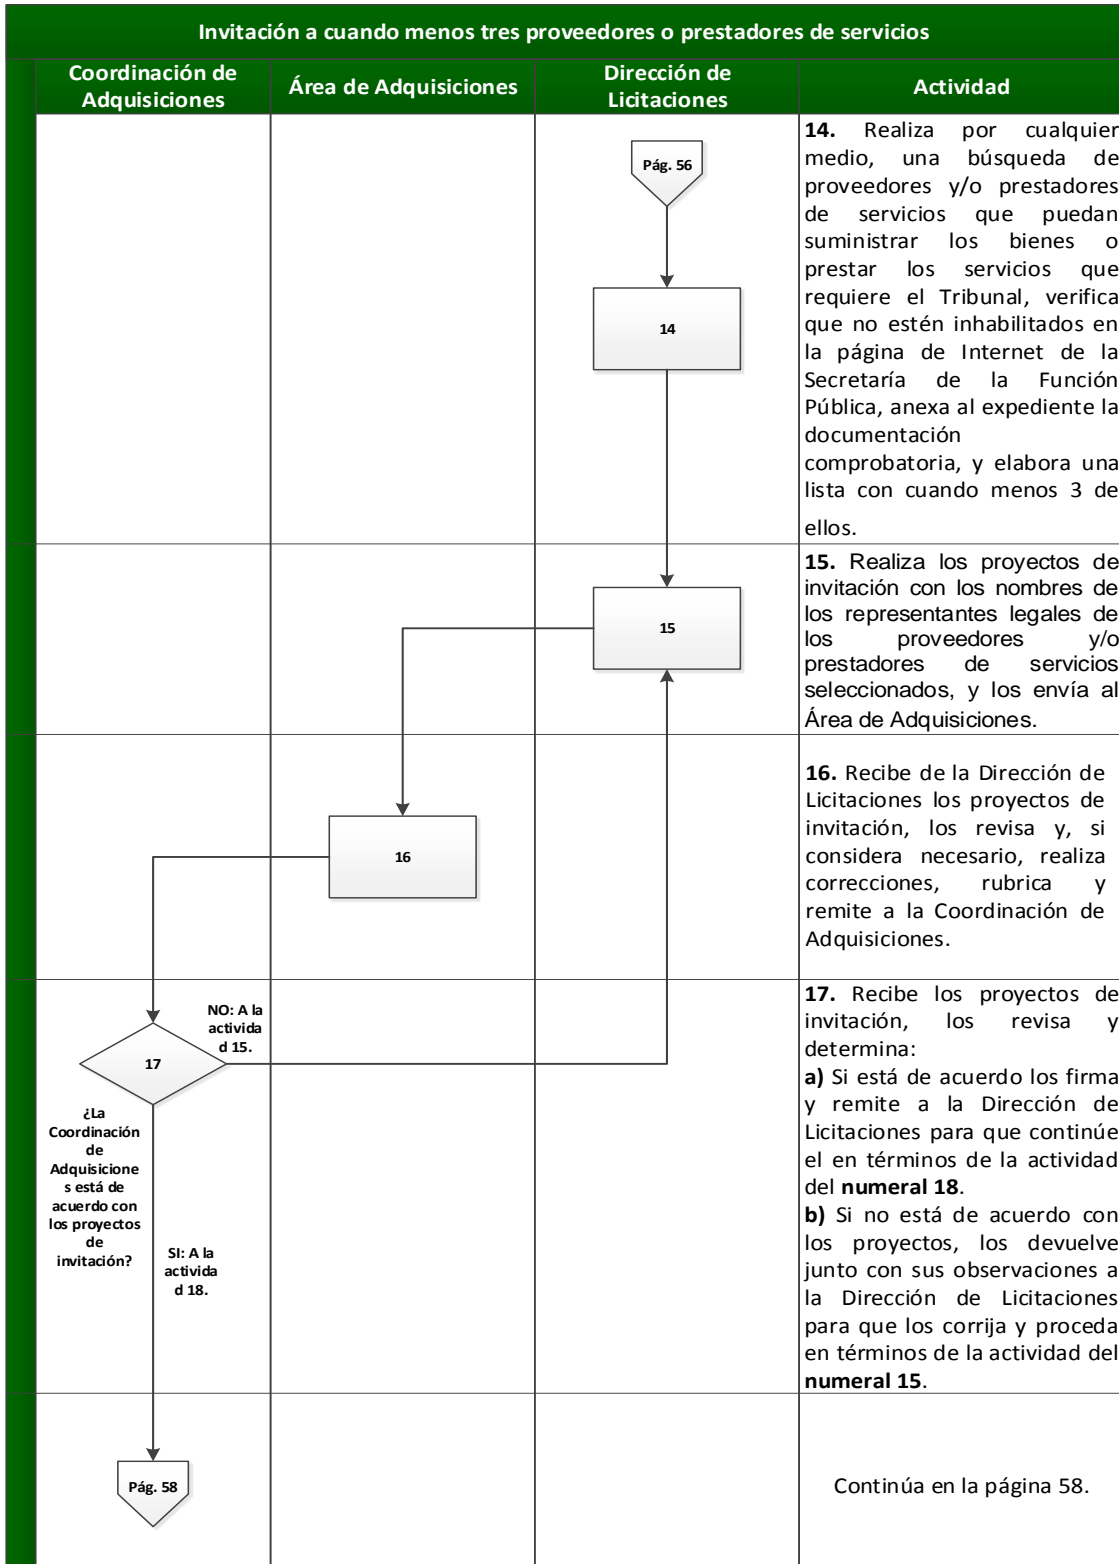 Invitación a cuando menos tres proveedores o prestadores de servicios
Coordinación de
Adquisiciones
Área de Adquisiciones
Dirección de
Licitaciones
Actividad
Pág. 56
14
14. Realiza por cualquier
medio, una búsqueda de
proveedores y/o prestadores
de servicios que puedan
suministrar los bienes o
prestar los servicios que
requiere el Tribunal, verifica
que no estén inhabilitados en
la página de Internet de la
Secretaría de la Función
Pública, anexa al expediente la
documentación
comprobatoria, y elabora una
lista con cuando menos 3 de
ellos.
15
15. Realiza los proyectos de
invitación con los nombres de
los representantes legales de
los proveedores y/o
prestadores de servicios
seleccionados, y los envía al
Área de Adquisiciones.
16
16. Recibe de la Dirección de
Licitaciones los proyectos de
invitación, los revisa y, si
considera necesario, realiza
correcciones, rubrica y
remite a la Coordinación de
Adquisiciones.
17
NO: A la
activida
d 15.
¿La
Coordinación
de
Adquisicione
s está de
acuerdo con
los proyectos
de
invitación?
SI: A la
activida
d 18.
17. Recibe los proyectos de
invitación, los revisa y
determina:
a) Si está de acuerdo los firma
y remite a la Dirección de
Licitaciones para que continúe
el en términos de la actividad
del numeral 18.
b) Si no está de acuerdo con
los proyectos, los devuelve
junto con sus observaciones a
la Dirección de Licitaciones
para que los corrija y proceda
en términos de la actividad del
numeral 15.
Pág. 58
Continúa en la página 58.